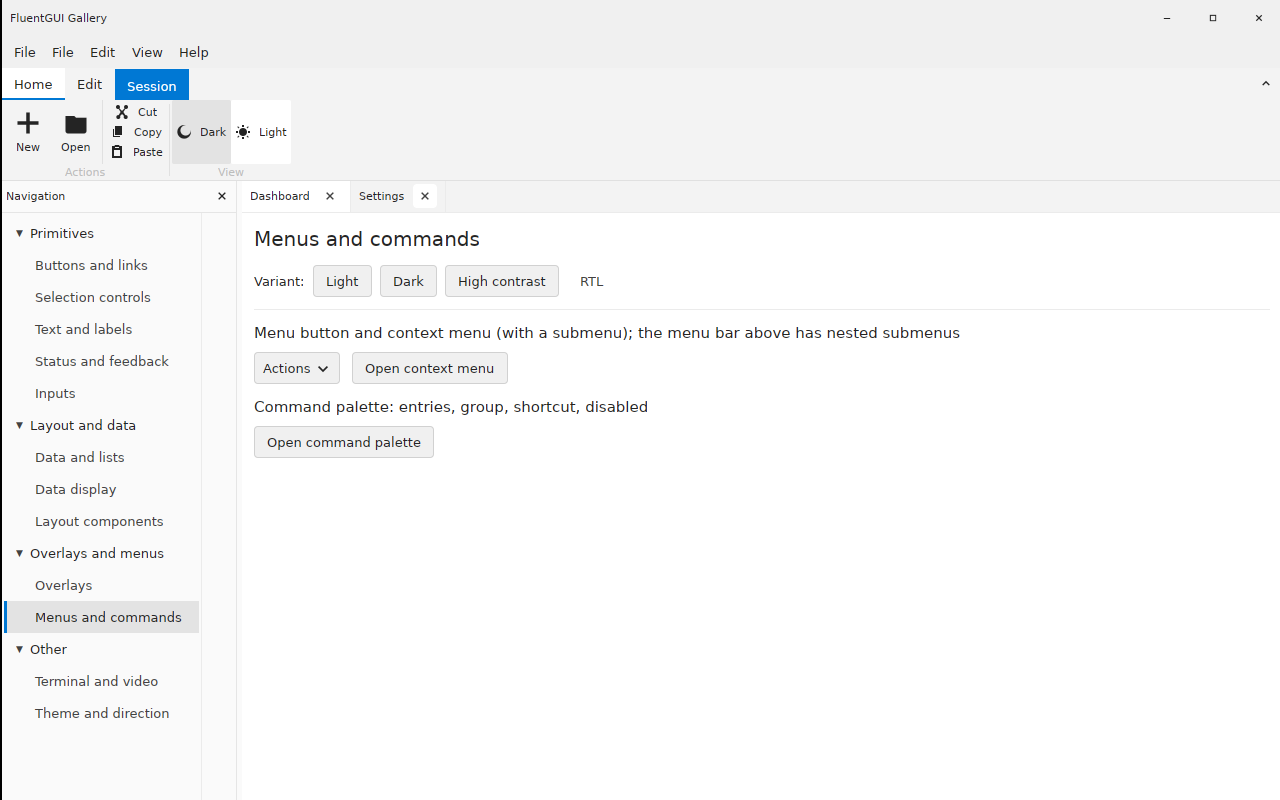 FluentGUI Gallery
File File Edit View Help
Home Edit Session
New Open Cut Copy Paste Dark Light
Actions View
Navigation
Dashboard Settings
Primitives
Buttons and links
Selection controls
Text and labels
Status and feedback
Inputs
Layout and data
Data and lists
Data display
Layout components
Overlays and menus
Overlays
Menus and commands
Other
Terminal and video
Theme and direction
Menus and commands
Variant: Light Dark High contrast RTL
Menu button and context menu (with a submenu); the menu bar above has nested submenus
Actions Open context menu
Command palette: entries, group, shortcut, disabled
Open command palette